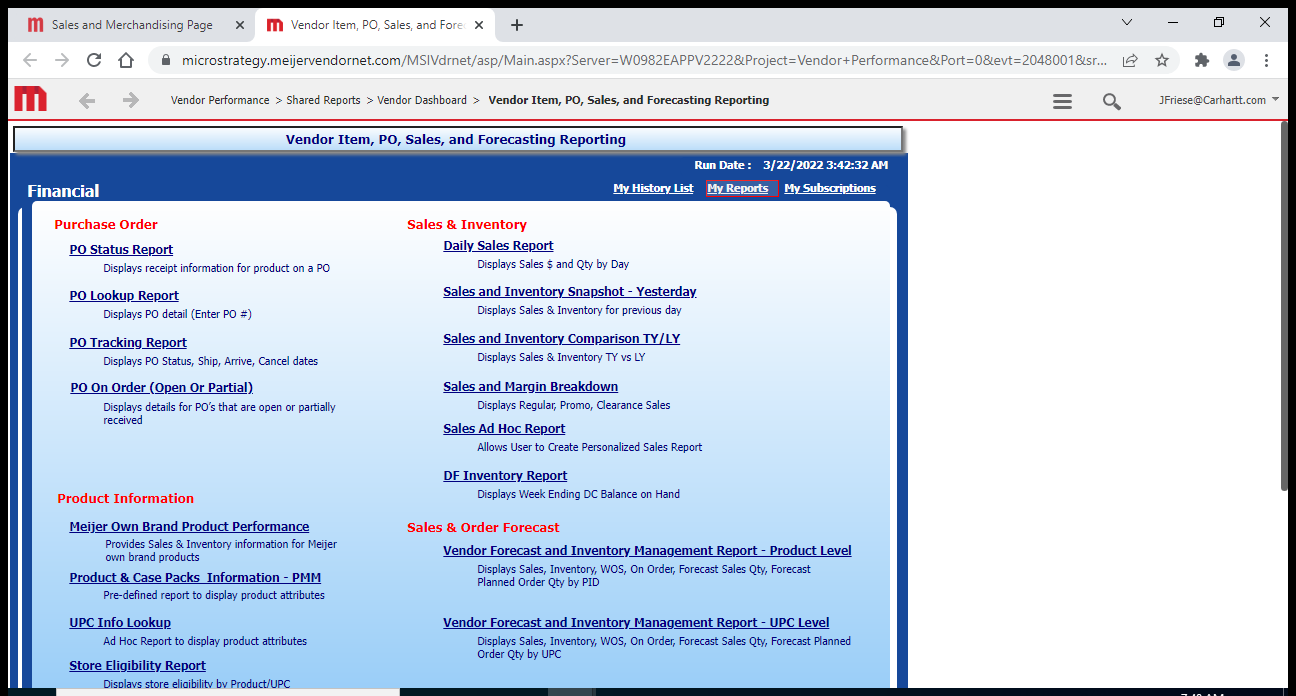 Sales and Merchandising Page
Vendor Item, PO, Sales, and Fore
microstrategy.meijervendornet.com/MSIVdrnet/asp/Main.aspx?Server=W0982EAPPV2222&Project=Vendor+Performance&Port=0&evt=2048001&sr...
Vendor Performance > Shared Reports > Vendor Dashboard > Vendor Item, PO, Sales, and Forecasting Reporting
JFriese@Carhartt.com
Vendor Item, PO, Sales, and Forecasting Reporting
Run Date : 3/22/2022 3:42:32 AM
Financial
My History List My Reports My Subscriptions
Purchase Order
PO Status Report
Displays receipt information for product on a PO
PO Lookup Report
Displays PO detail (Enter PO #)
PO Tracking Report
Displays PO Status, Ship, Arrive, Cancel dates
PO On Order (Open Or Partial)
Displays details for PO's that are open or partially
received
Product Information
Meijer Own Brand Product Performance
Provides Sales & Inventory information for Meijer
own brand products
Product & Case Packs Information - PMM
Pre-defined report to display product attributes
UPC Info Lookup
Ad Hoc Report to display product attributes
Store Eligibility Report
Displays store eligibility by Product/UPC
Sales & Inventory
Daily Sales Report
Displays Sales $ and Qty by Day
Sales and Inventory Snapshot - Yesterday
Displays Sales & Inventory for previous day
Sales and Inventory Comparison TY/LY
Displays Sales & Inventory TY vs LY
Sales and Margin Breakdown
Displays Regular, Promo, Clearance Sales
Sales Ad Hoc Report
Allows User to Create Personalized Sales Report
DF Inventory Report
Displays Week Ending DC Balance on Hand
Sales & Order Forecast
Vendor Forecast and Inventory Management Report - Product Level
Displays Sales, Inventory, WOS, On Order, Forecast Sales Qty, Forecast
Planned Order Qty by PID
Vendor Forecast and Inventory Management Report - UPC Level
Displays Sales, Inventory, WOS, On Order, Forecast Sales Qty, Forecast Planned
Order Qty by UPC